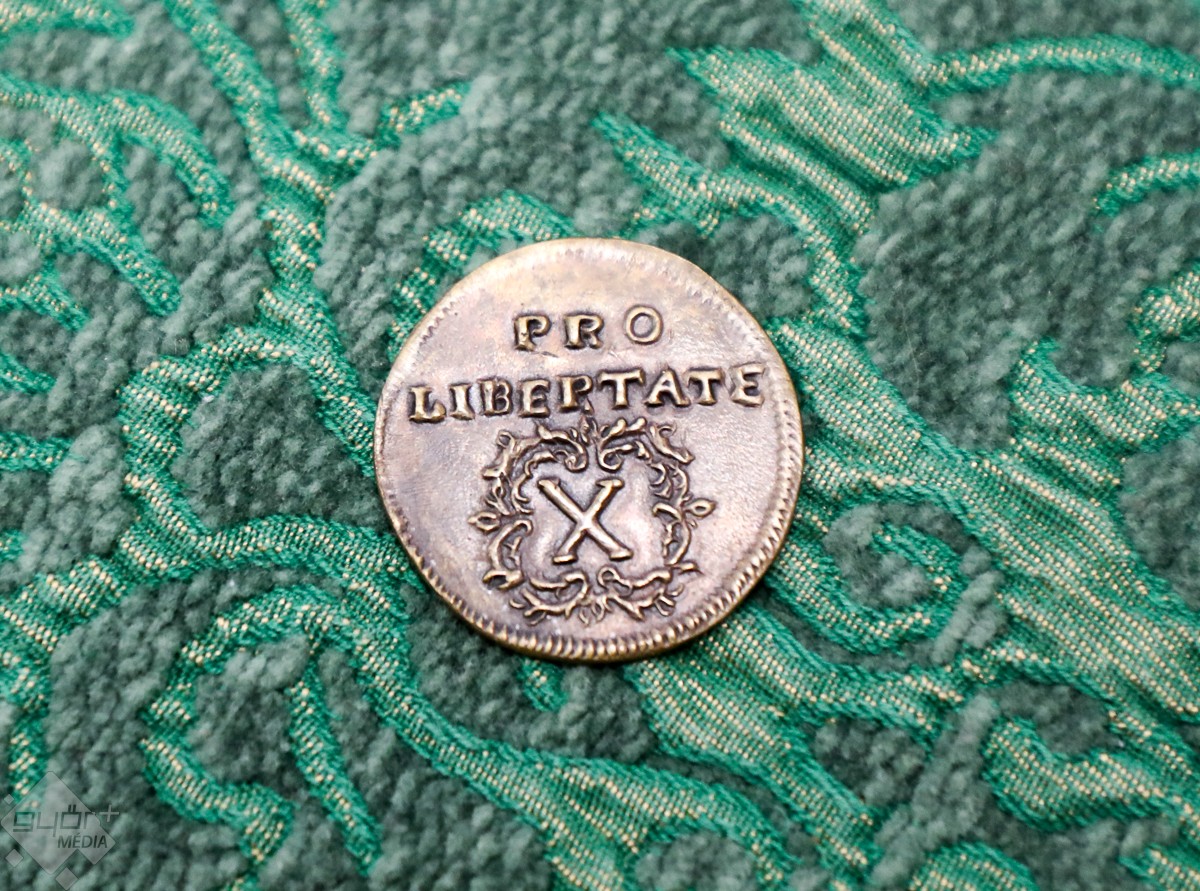 PRO
LIBERTATE
X
győr+
MÉDIA